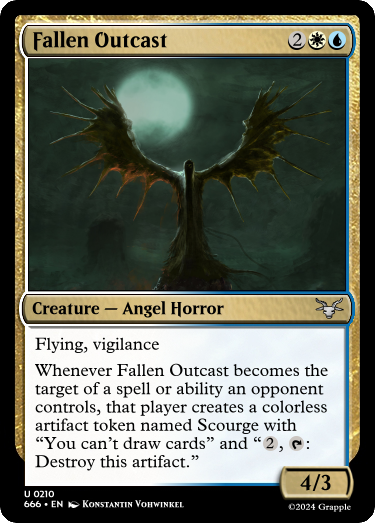 Fallen Outcast 2
Creature — Angel Horror
Flying, vigilance
Whenever Fallen Outcast becomes the
target of a spell or ability an opponent
controls, that player creates a colorless
artifact token named Scourge with
“You can’t draw cards” and “2, :
Destroy this artifact.”
4/3
U 0210
666 • EN Konstantin Vohwinkel
©2024 Grapple